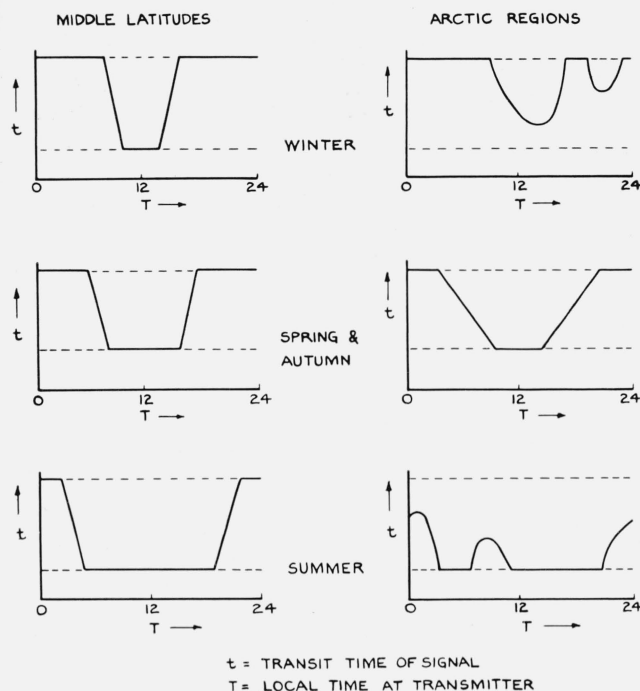 MIDDLE LATITUDES
ARCTIC REGIONS
t
0
12
24
T
WINTER
t
0
12
24
T
t
0
12
24
T
SPRING &
AUTUMN
t
0
12
24
T
t
0
12
24
T
SUMMER
t
0
12
24
T
t = TRANSIT TIME OF SIGNAL
T = LOCAL TIME AT TRANSMITTER